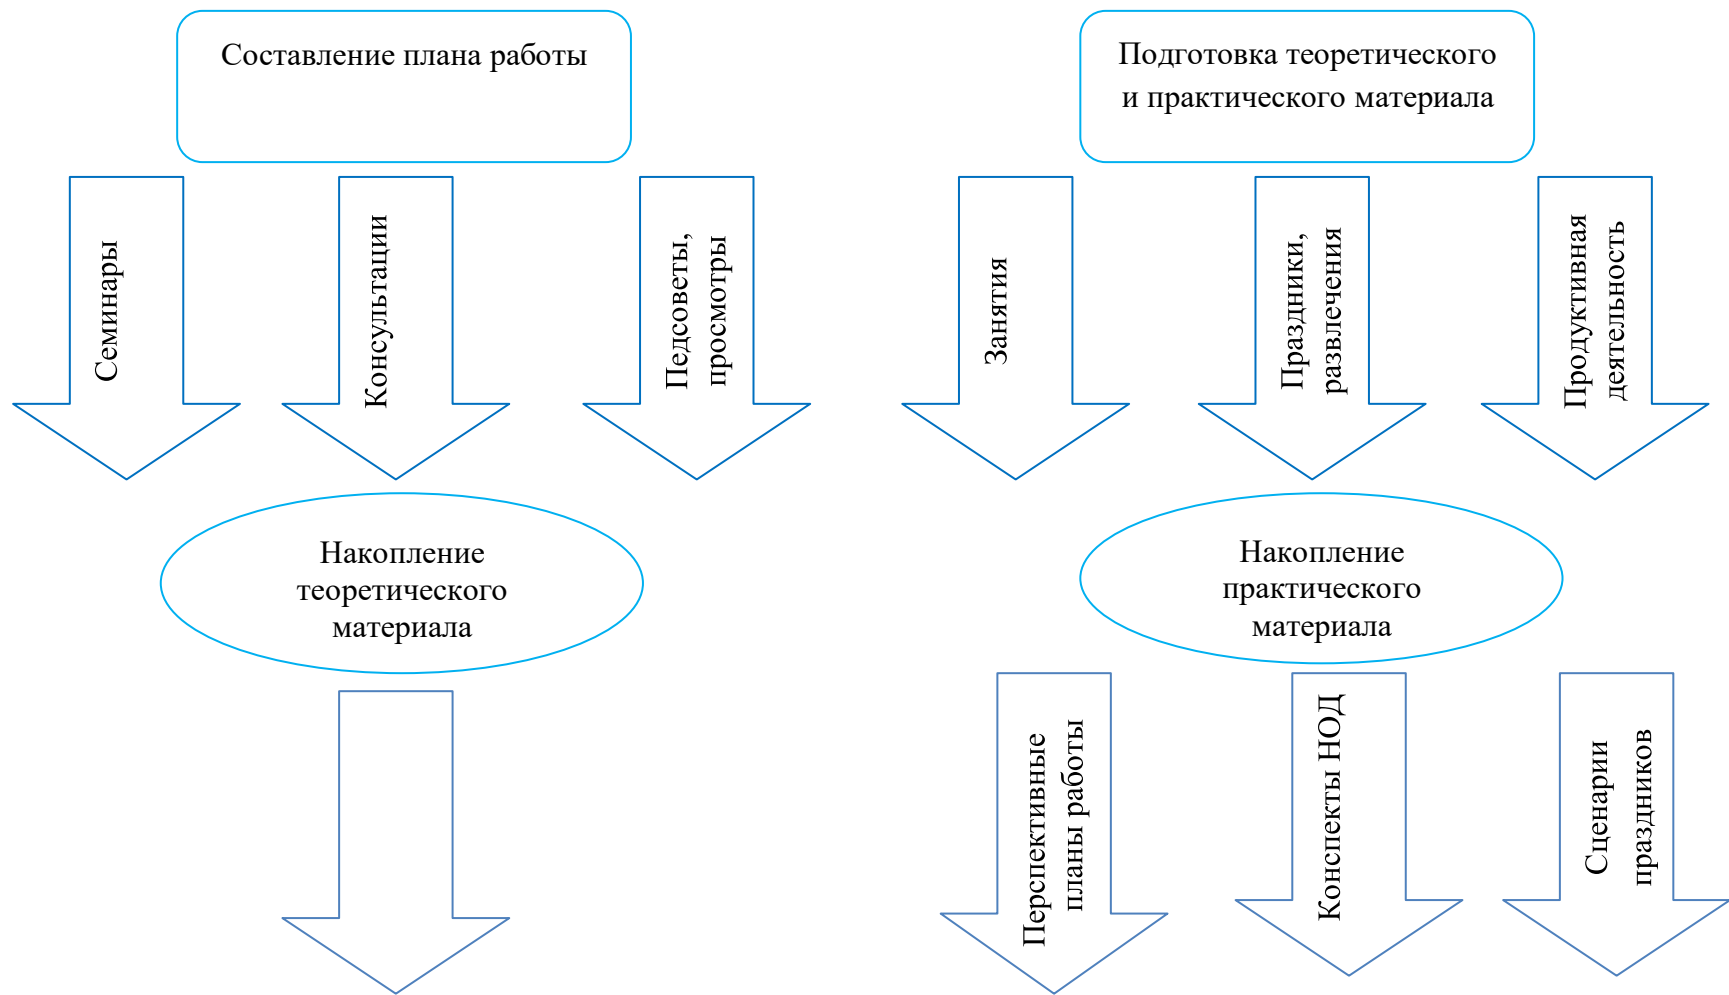 Составление плана работы
Подготовка теоретического
и практического материала
Семинары
Консультации
Педсоветы,
просмотры
Занятия
Праздники,
развлечения
Продуктивная
деятельность
Накопление
теоретического
материала
Накопление
практического
материала
Перспективные
планы работы
Конспекты НОД
Сценарии
праздников